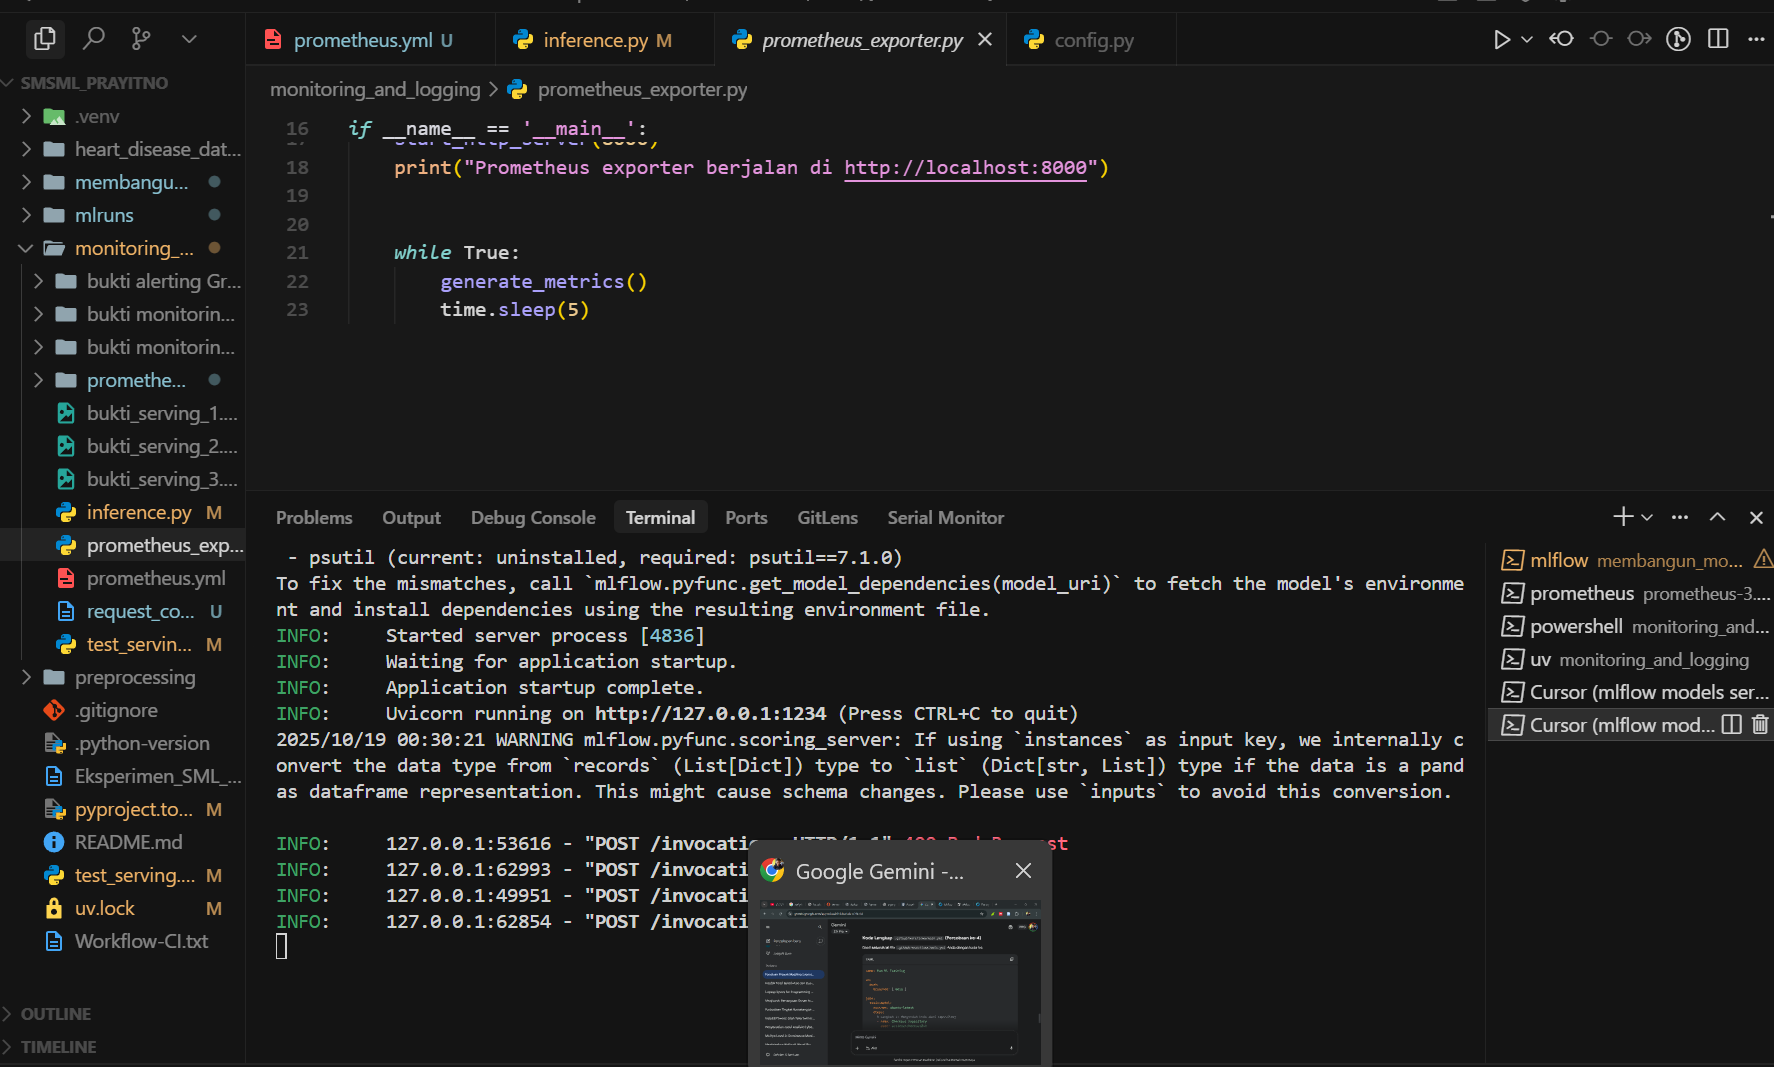 prometheus.yml U
inference.py M
prometheus_exporter.py
config.py
SMSML_PRAYITNO
.venv
heart_disease_dat...
membangu...
mlruns
monitoring_...
bukti alerting Gr...
bukti monitorin...
bukti monitorin...
promethe...
bukti_serving_1....
bukti_serving_2....
bukti_serving_3....
inference.py M
prometheus_exp...
prometheus.yml
request_co... U
test_servin... M
preprocessing
.gitignore
.python-version
Eksperimen_SML_...
pyproject.to... M
README.md
test_serving.... M
uv.lock M
Workflow-CI.txt
OUTLINE
TIMELINE
monitoring_and_logging > prometheus_exporter.py
16 if __name__ == '__main__':
17 start_http_server(8000)
18 print("Prometheus exporter berjalan di http://localhost:8000")
19
20
21 while True:
22 generate_metrics()
23 time.sleep(5)
Problems Output Debug Console Terminal Ports GitLens Serial Monitor
- psutil (current: uninstalled, required: psutil==7.1.0)
To fix the mismatches, call `mlflow.pyfunc.get_model_dependencies(model_uri)` to fetch the model's environme
nt and install dependencies using the resulting environment file.
INFO: Started server process [4836]
INFO: Waiting for application startup.
INFO: Application startup complete.
INFO: Uvicorn running on http://127.0.0.1:1234 (Press CTRL+C to quit)
2025/10/19 00:30:21 WARNING mlflow.pyfunc.scoring_server: If using `instances` as input key, we internally c
onvert the data type from `records` (List[Dict]) type to `list` (Dict[str, List]) type if the data is a pand
as dataframe representation. This might cause schema changes. Please use `inputs` to avoid this conversion.
INFO: 127.0.0.1:53616 - "POST /invocatio
INFO: 127.0.0.1:62993 - "POST /invocati
INFO: 127.0.0.1:49951 - "POST /invocati
INFO: 127.0.0.1:62854 - "POST /invocati
mlflow membangun_mo...
prometheus prometheus-3....
powershell monitoring_and...
uv monitoring_and_logging
Cursor (mlflow models ser...
Cursor (mlflow mod...
Google Gemini -...